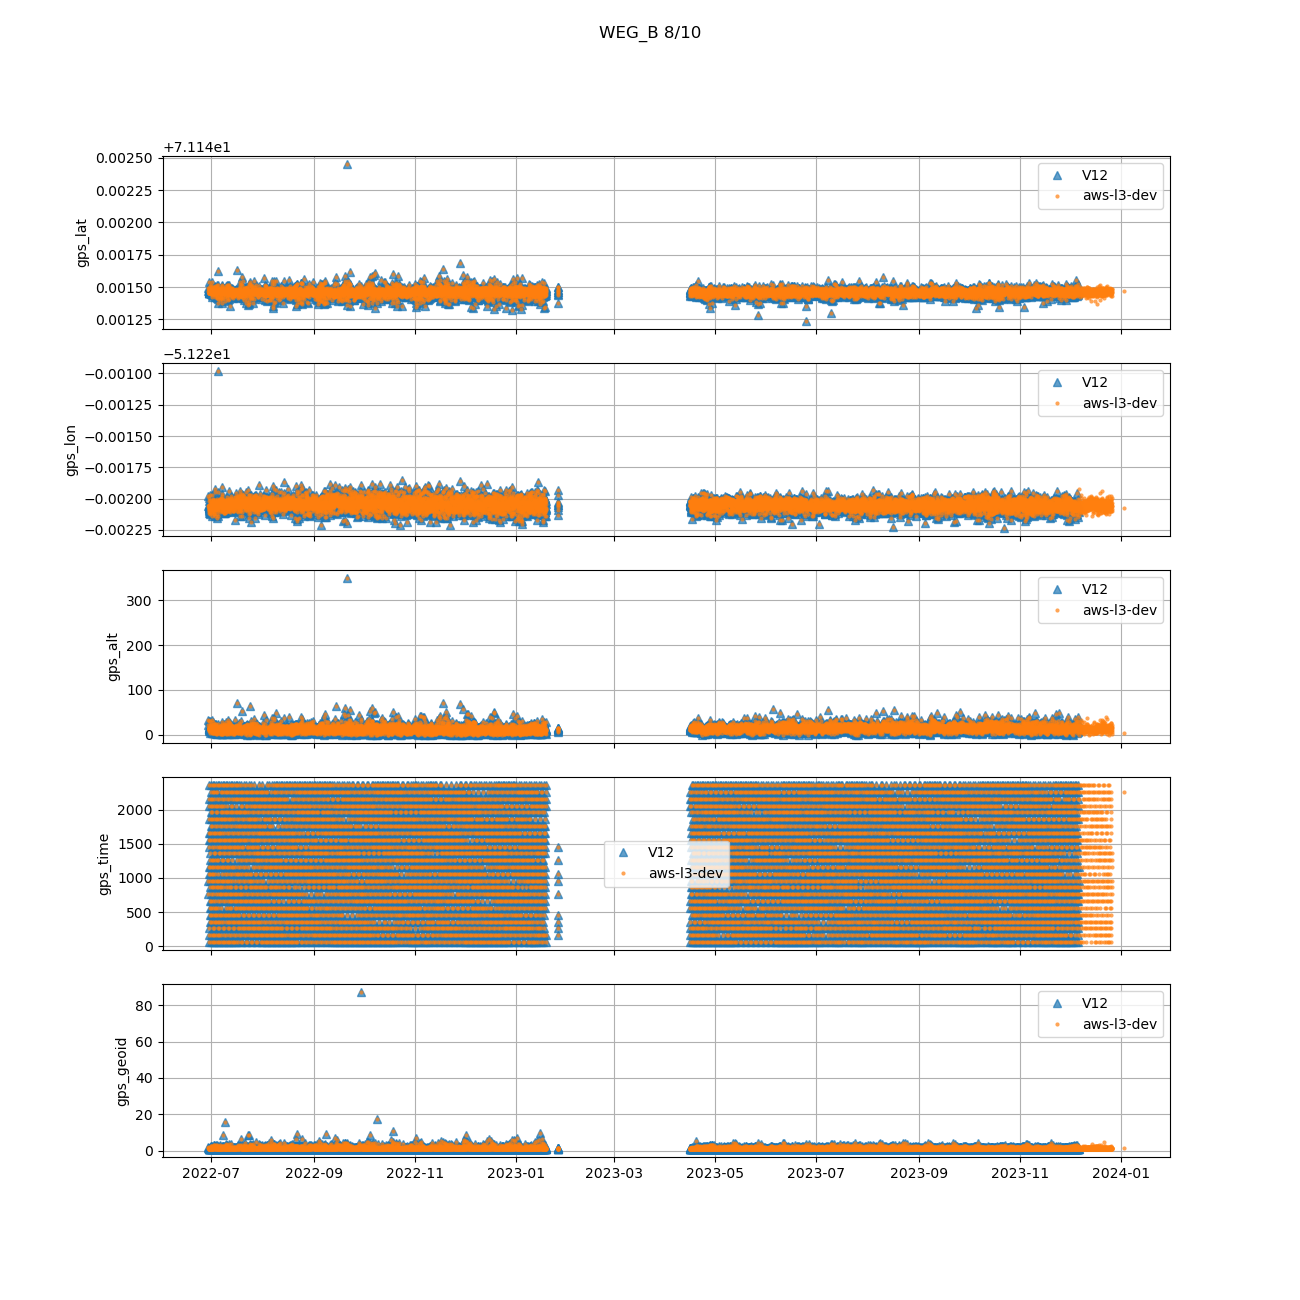 WEG_B 8/10
+7.114e1
0.00250
0.00225
0.00200
0.00175
0.00150
0.00125
gps_lat
V12
aws-l3-dev
−5.122e1
−0.00100
−0.00125
−0.00150
−0.00175
−0.00200
−0.00225
gps_lon
V12
aws-l3-dev
300
200
100
0
gps_alt
V12
aws-l3-dev
2000
1500
1000
500
0
gps_time
V12
aws-l3-dev
80
60
40
20
0
gps_geoid
V12
aws-l3-dev
2022-07 2022-09 2022-11 2023-01 2023-03 2023-05 2023-07 2023-09 2023-11 2024-01